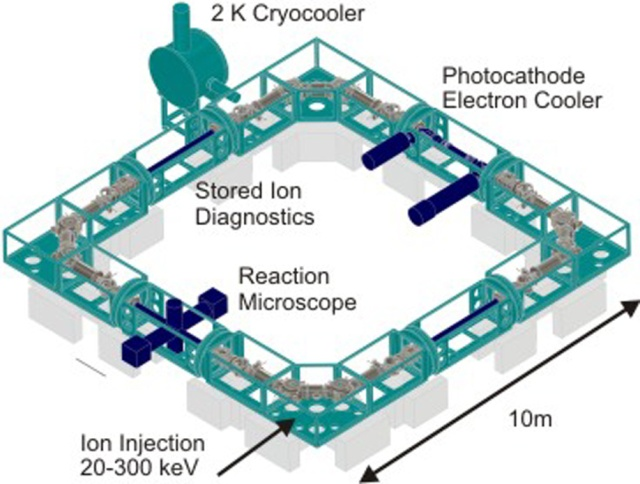 2 K Cryocooler
Photocathode
Electron Cooler
Stored Ion
Diagnostics
Reaction
Microscope
10m
Ion Injection
20-300 keV